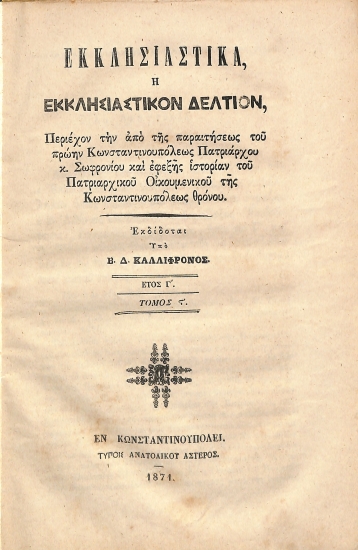 ΕΚΚΛΗΣΙΑΣΤΙΚΑ,
Η
ΕΚΚΛΗΣΙΑΣΤΙΚΟΝ ΔΕΛΤΙΟΝ,
Περιέχον τὴν ἀπὸ τῆς παραιτήσεως τοῦ
πρώην Κωνσταντινουπόλεως Πατριάρχου
κ. Σωφρονίου καὶ ἐφεξῆς ἱστορίαν τοῦ
Πατριαρχικοῦ Οἰκουμενικοῦ τῆς
Κωνσταντινουπόλεως θρόνου.
Ἐκδίδοται
Ὑπὸ
Β. Δ. ΚΑΛΛΙΦΡΟΝΟΣ.
ΕΤΟΣ Γ΄.
ΤΟΜΟΣ ς΄.
ΕΝ ΚΩΝΣΤΑΝΤΙΝΟΥΠΟΛΕΙ.
ΤΥΠΟΙΣ ΑΝΑΤΟΛΙΚΟΥ ΑΣΤΕΡΟΣ.
1871.